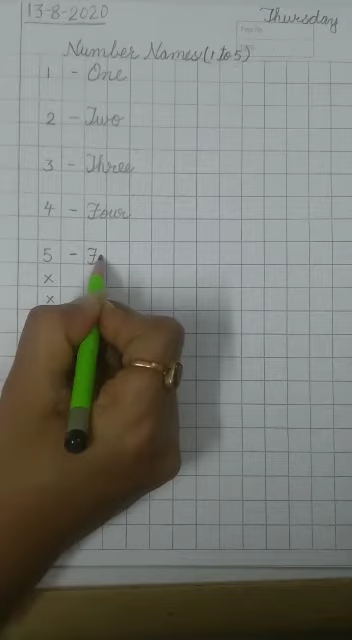 13-8-2020 Thursday
Number Names (1 to 5)
1 - One
2 - Two
3 - Three
4 - Four
5 - F
x
x